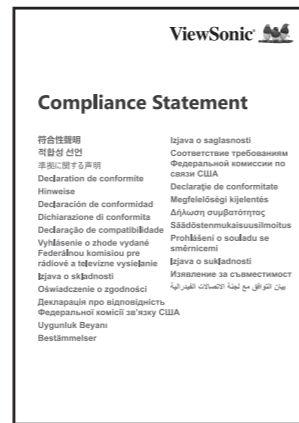 ViewSonic
Compliance Statement
符合性聲明
적합성 선언
準拠に関する声明
Declaration de conformite
Hinweise
Declaración de conformidad
Dichiarazione di conformita
Declaração de compatibilidade
Vyhlásenie o zhode vydané
Federálnou komisiou pre
rádiové a televízne vysielanie
Izjava o skladnosti
Oświadczenie o zgodności
Декларація про відповідність
Федеральної комісії зв'язку США
Uygunluk Beyanı
Bestämmelser
Izjava o saglasnosti
Соответствие требованиям
Федеральной комиссии по
связи США
Declaraţie de conformitate
Megfelelőségi kijelentés
Δήλωση συμβατότητος
Säädöstenmukaisuusilmoitus
Prohlášení o souladu se
směrnicemi
Izjava o sukladnosti
Изявление за съвместимост
بيان التوافق مع لجنة الاتصالات الفيدرالية